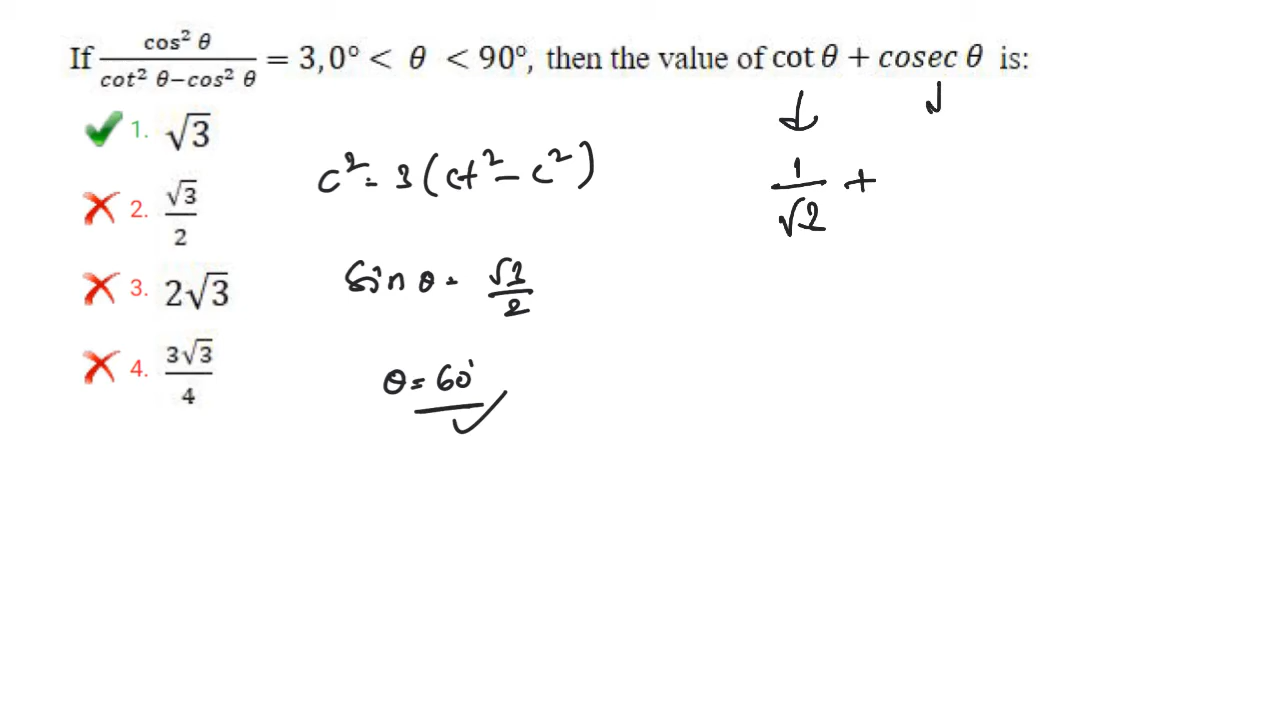 If cos² θ / (cot² θ−cos² θ) = 3, 0° < θ < 90°, then the value of cot θ + cosec θ is:
1. √3
2. √3/2
3. 2√3
4. 3√3/4
c² = 3(ct² − c²)
sin θ = √3/2
θ = 60°
1/√2 +